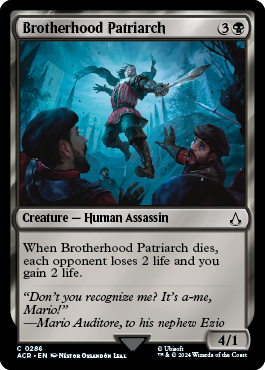 Brotherhood Patriarch 3
Creature — Human Assassin
When Brotherhood Patriarch dies,
each opponent loses 2 life and you
gain 2 life.
“Don’t you recognize me? It’s a-me,
Mario!”
—Mario Auditore, to his nephew Ezio
4/1
C 0286
ACR • EN Néstor Ossandón Leal
© Ubisoft
™ & © 2024 Wizards of the Coast